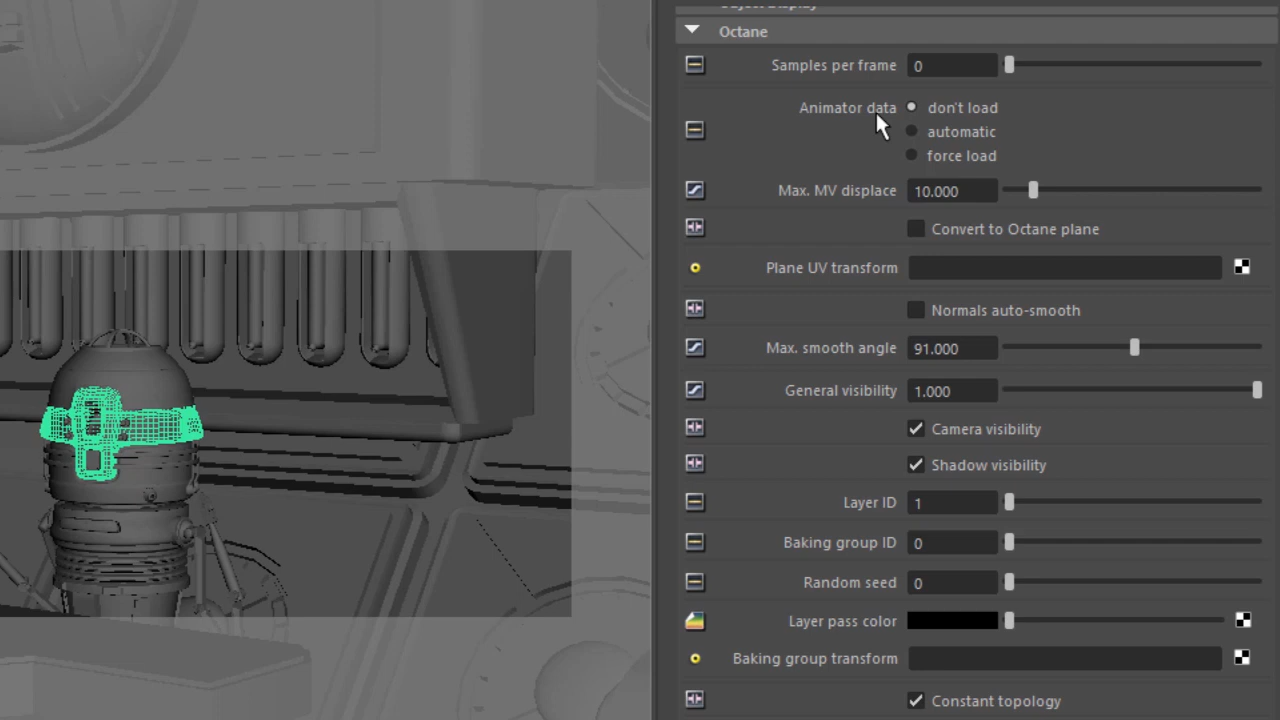 Object Display
Octane
Samples per frame 0
Animator data don't load
automatic
force load
Max. MV displace 10.000
Convert to Octane plane
Plane UV transform
Normals auto-smooth
Max. smooth angle 91.000
General visibility 1.000
Camera visibility
Shadow visibility
Layer ID 1
Baking group ID 0
Random seed 0
Layer pass color
Baking group transform
Constant topology